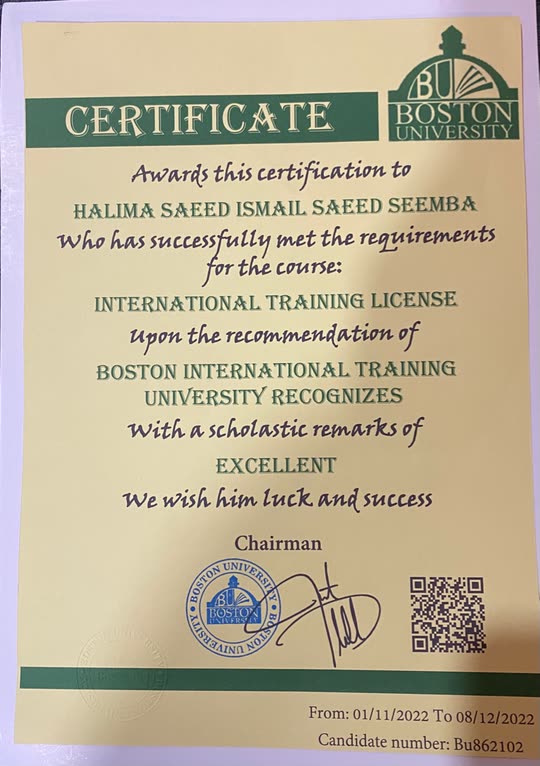 BU
BOSTON
UNIVERSITY
CERTIFICATE
Awards this certification to
HALIMA SAEED ISMAIL SAEED SEEMBA
Who has successfully met the requirements
for the course:
INTERNATIONAL TRAINING LICENSE
Upon the recommendation of
BOSTON INTERNATIONAL TRAINING
UNIVERSITY RECOGNIZES
With a scholastic remarks of
EXCELLENT
We wish him luck and success
Chairman
BOSTON UNIVERSITY
BU
BOSTON
UNIVERSITY
BOSTON UNIVERSITY
From: 01/11/2022 To 08/12/2022
Candidate number: Bu862102